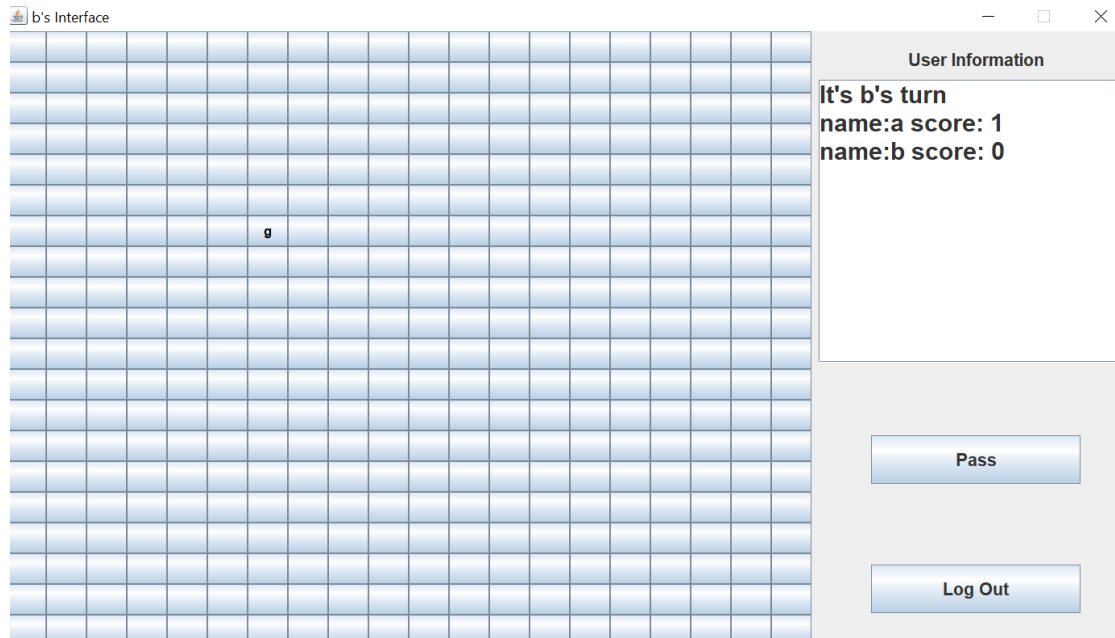 b's Interface
User Information
It's b's turn
name:a score: 1
name:b score: 0
g
Pass
Log Out